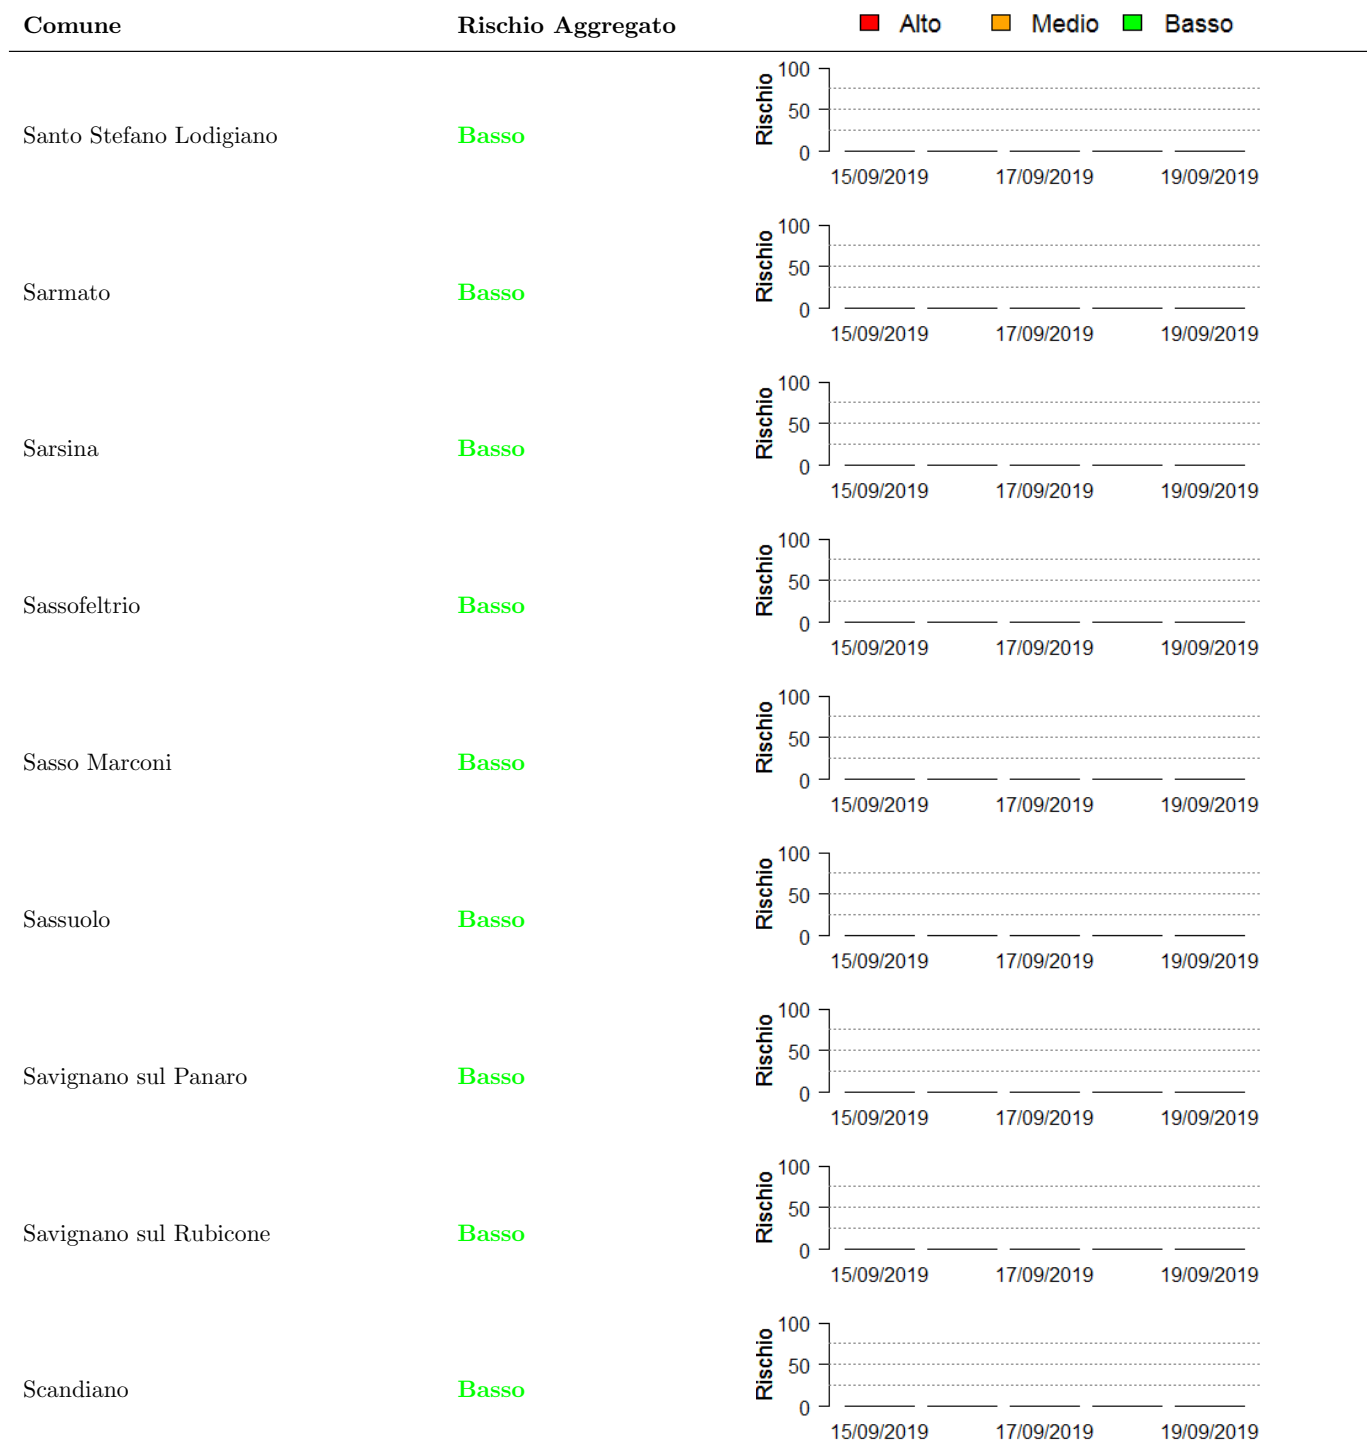 Comune Rischio Aggregato Alto Medio Basso
100
50
0
Rischio
Santo Stefano Lodigiano Basso
15/09/2019 17/09/2019 19/09/2019
100
50
0
Rischio
Sarmato Basso
15/09/2019 17/09/2019 19/09/2019
100
50
0
Rischio
Sarsina Basso
15/09/2019 17/09/2019 19/09/2019
100
50
0
Rischio
Sassofeltrio Basso
15/09/2019 17/09/2019 19/09/2019
100
50
0
Rischio
Sasso Marconi Basso
15/09/2019 17/09/2019 19/09/2019
100
50
0
Rischio
Sassuolo Basso
15/09/2019 17/09/2019 19/09/2019
100
50
0
Rischio
Savignano sul Panaro Basso
15/09/2019 17/09/2019 19/09/2019
100
50
0
Rischio
Savignano sul Rubicone Basso
15/09/2019 17/09/2019 19/09/2019
100
50
0
Rischio
Scandiano Basso
15/09/2019 17/09/2019 19/09/2019